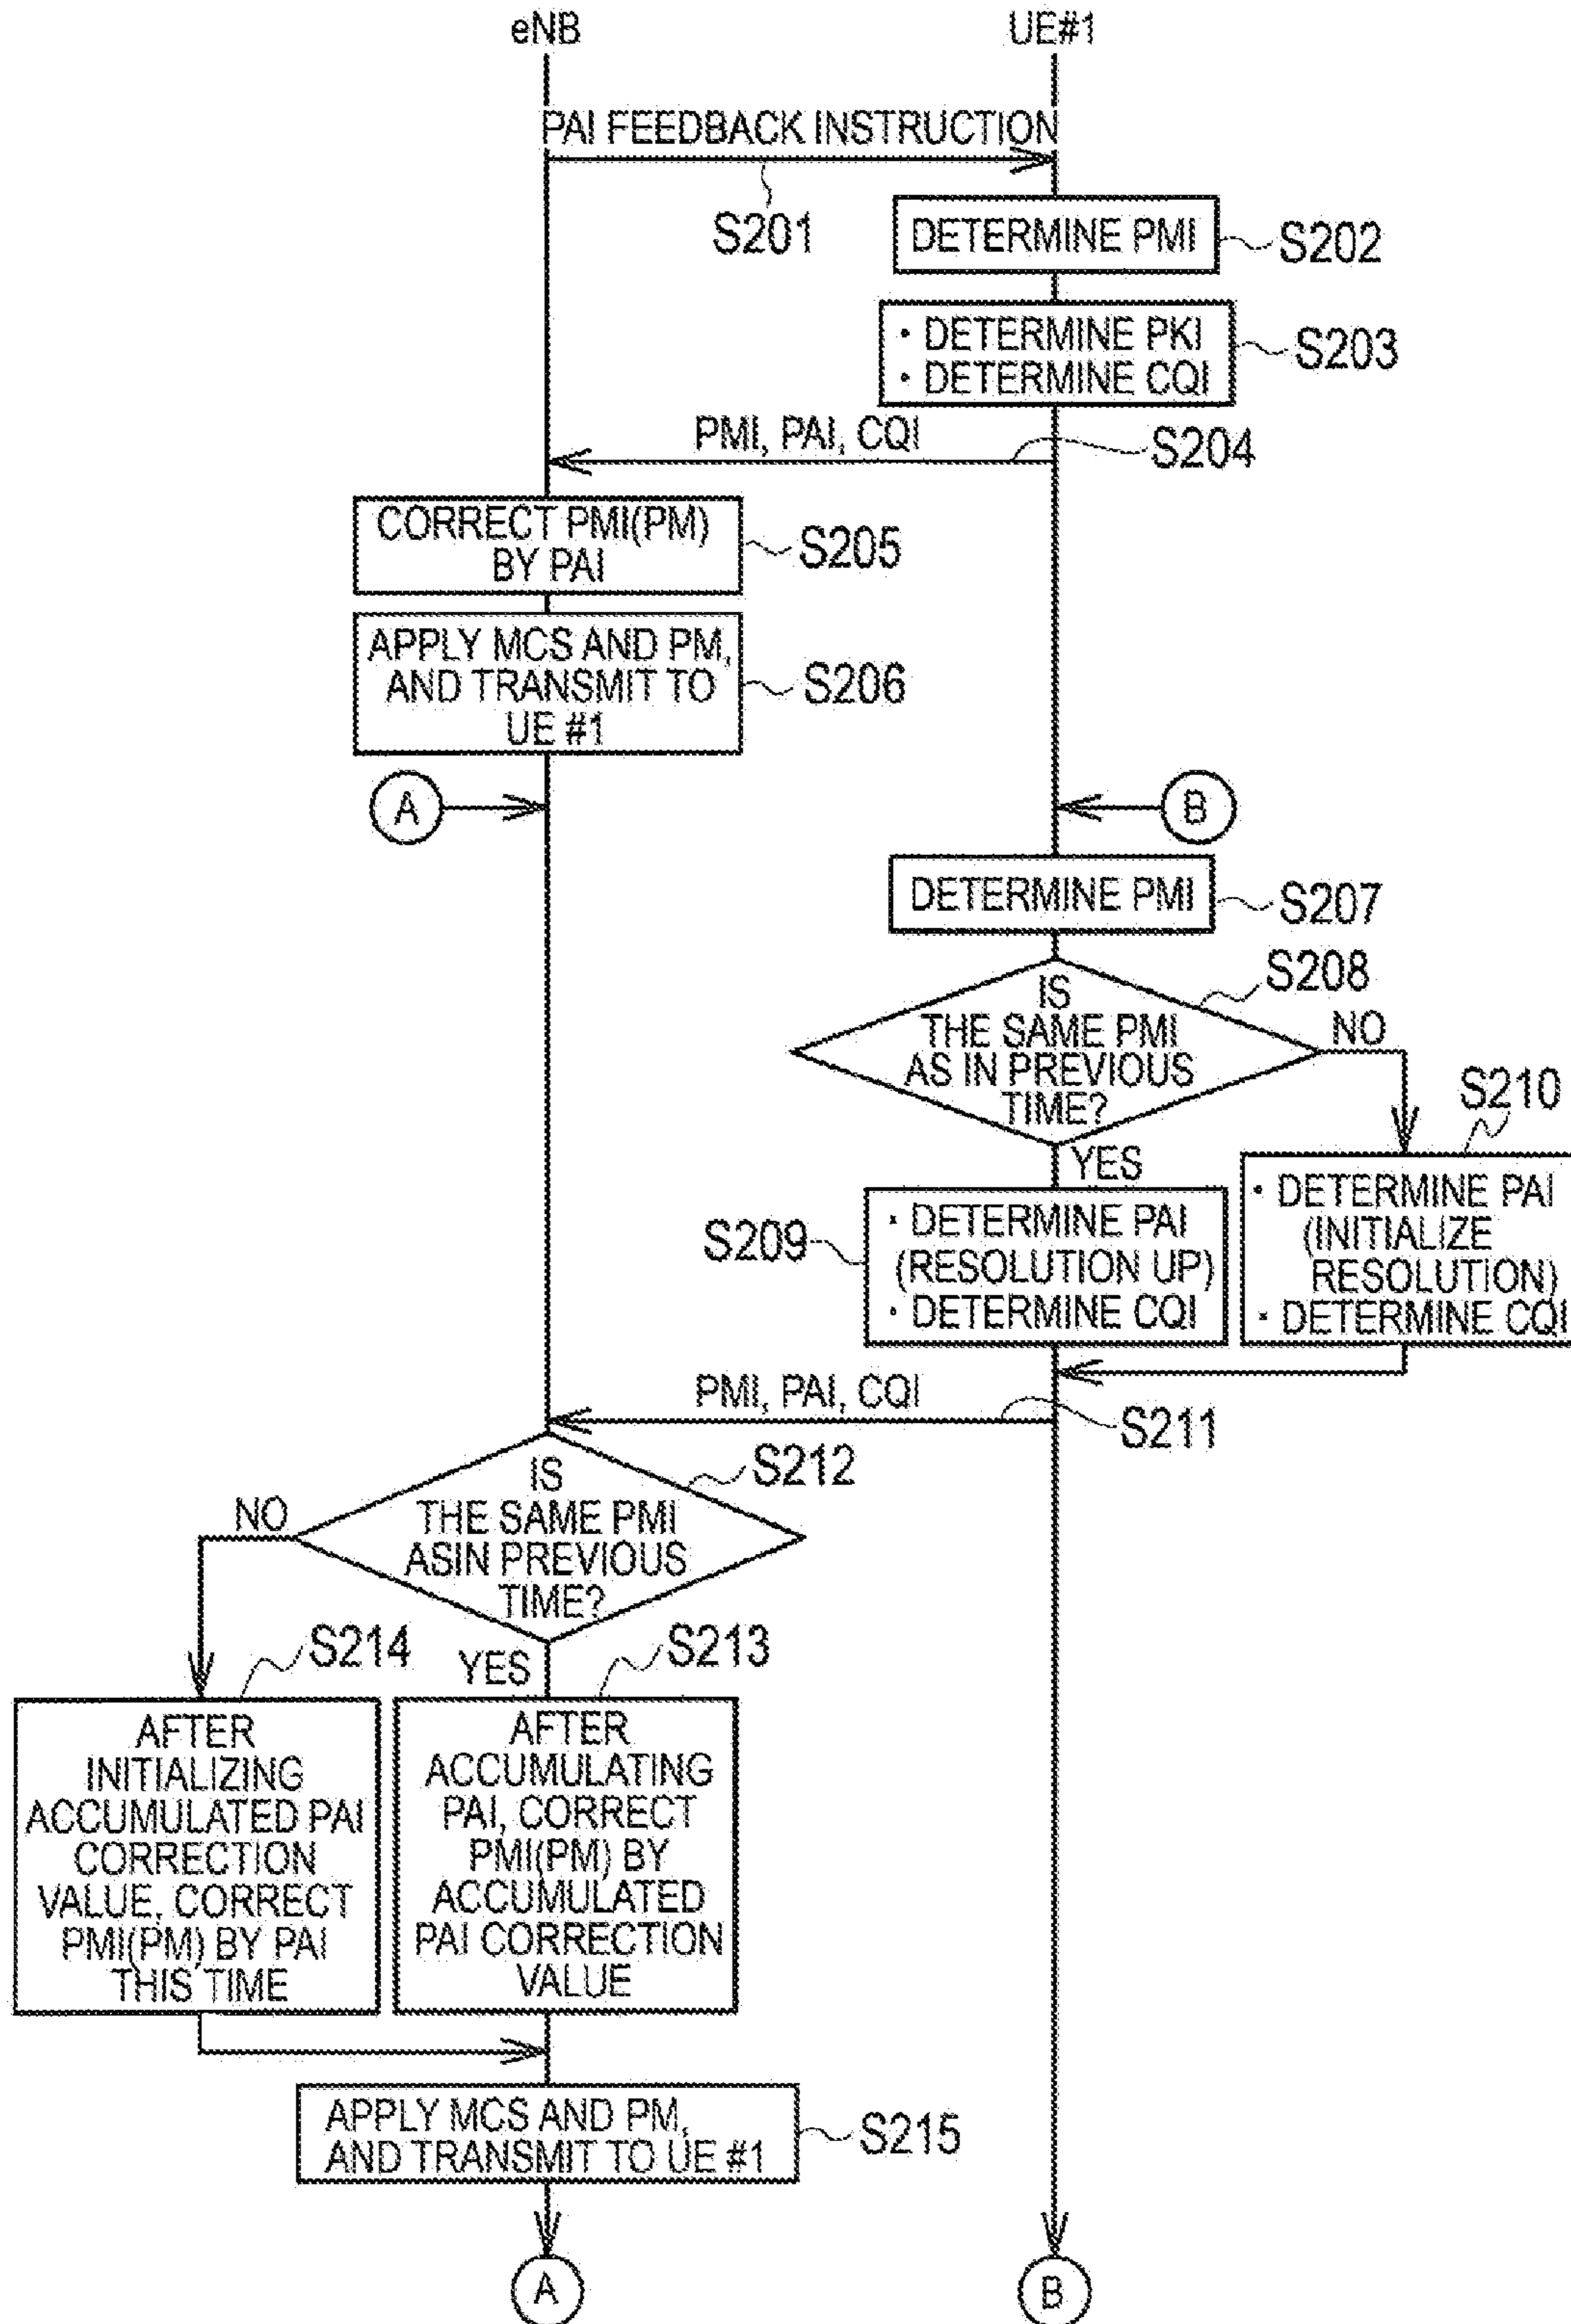 eNB
UE#1
PAI FEEDBACK INSTRUCTION
S201
DETERMINE PMI
S202
• DETERMINE PKI
• DETERMINE CQI
S203
PMI, PAI, CQI
S204
CORRECT PMI(PM)
BY PAI
S205
APPLY MCS AND PM,
AND TRANSMIT TO
UE #1
S206
A
B
DETERMINE PMI
S207
IS
THE SAME PMI
AS IN PREVIOUS
TIME?
S208
NO
YES
S210
S209
• DETERMINE PAI
(RESOLUTION UP)
• DETERMINE CQI
• DETERMINE PAI
(INITIALIZE
RESOLUTION)
• DETERMINE CQI
PMI, PAI, CQI
S211
IS
THE SAME PMI
ASIN PREVIOUS
TIME?
S212
NO
YES
S214
S213
AFTER
INITIALIZING
ACCUMULATED PAI
CORRECTION
VALUE, CORRECT
PMI(PM) BY PAI
THIS TIME
AFTER
ACCUMULATING
PAI, CORRECT
PMI(PM) BY
ACCUMULATED
PAI CORRECTION
VALUE
APPLY MCS AND PM,
AND TRANSMIT TO UE #1
S215
A
B